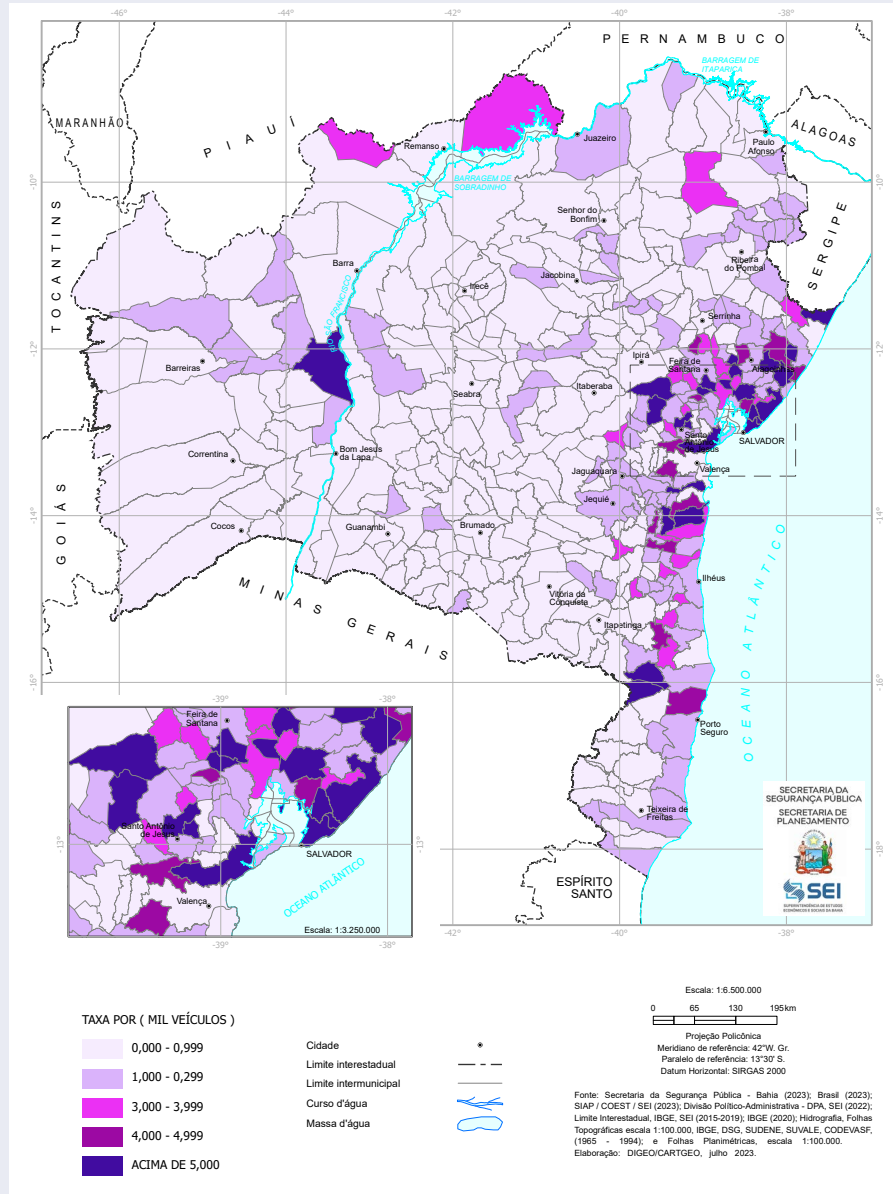 -46°
-44°
-42°
-40°
-38°
PERNAMBUCO
BARRAGEM DE
ITAPARICA
MARANHÃO
PIAUÍ
ALAGOAS
Remanso
Juazeiro
Paulo
Afonso
-10°
BARRAGEM DE
SOBRADINHO
TOCANTINS
SERGIPE
Senhor do
Bonfim
Barra
Ribeira
do Pombal
Jacobina
Irecê
RIO SÃO FRANCISCO
Serrinha
-12°
Barreiras
Ipirá
Feira de
Santana
Alagoinhas
Seabra
Itaberaba
Santo
Antônio
de Jesus
SALVADOR
Correntina
Bom Jesus
da Lapa
Valença
Jaguaquara
GOIÁS
Jequié
-14°
Cocos
Guanambi
Brumado
MINAS GERAIS
Ilhéus
Vitória da
Conquista
Itapetinga
OCEANO ATLÂNTICO
-16°
Porto
Seguro
Teixeira de
Freitas
-18°
ESPÍRITO
SANTO
-42°
-40°
-38°
-39°
-38°
Feira de
Santana
Santo Antônio
de Jesus
-13°
-13°
SALVADOR
Valença
OCEANO ATLÂNTICO
Escala: 1:3.250.000
-39°
-38°
SECRETARIA DA
SEGURANÇA PÚBLICA
SECRETARIA DE
PLANEJAMENTO
SEI
SUPERINTENDÊNCIA DE ESTUDOS
ECONÔMICOS E SOCIAIS DA BAHIA
TAXA POR ( MIL VEÍCULOS )
0,000 - 0,999
1,000 - 0,299
3,000 - 3,999
4,000 - 4,999
ACIMA DE 5,000
Cidade
Limite interestadual
Limite intermunicipal
Curso d'água
Massa d'água
Escala: 1:6.500.000
0 65 130 195km
Projeção Policônica
Meridiano de referência: 42°W. Gr.
Paralelo de referência: 13°30' S.
Datum Horizontal: SIRGAS 2000
Fonte: Secretaria da Segurança Pública - Bahia (2023); Brasil (2023);
SIAP / COEST / SEI (2023); Divisão Político-Administrativa - DPA, SEI (2022);
Limite Interestadual, IBGE, SEI (2015-2019); IBGE (2020); Hidrografia, Folhas
Topográficas escala 1:100.000, IBGE, DSG, SUDENE, SUVALE, CODEVASF,
(1965 - 1994); e Folhas Planimétricas, escala 1:100.000.
Elaboração: DIGEO/CARTGEO, julho 2023.